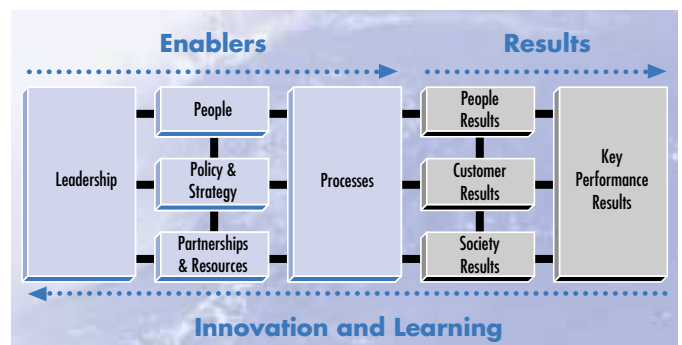 Enablers
Results
Leadership
People
Policy &
Strategy
Partnerships
& Resources
Processes
People
Results
Customer
Results
Society
Results
Key
Performance
Results
Innovation and Learning